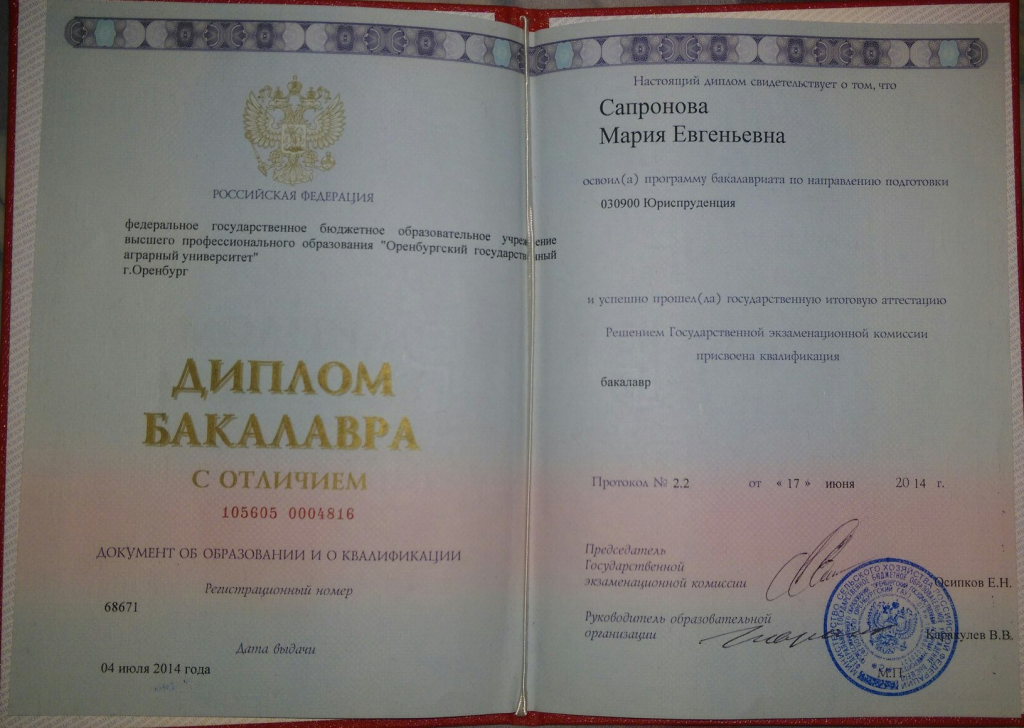 РОССИЙСКАЯ ФЕДЕРАЦИЯ
федеральное государственное бюджетное образовательное учреждение
высшего профессионального образования "Оренбургский государственный
аграрный университет"
г.Оренбург
ДИПЛОМ
БАКАЛАВРА
С ОТЛИЧИЕМ
105605 0004816
ДОКУМЕНТ ОБ ОБРАЗОВАНИИ И О КВАЛИФИКАЦИИ
Регистрационный номер
68671
Дата выдачи
04 июля 2014 года
Настоящий диплом свидетельствует о том, что
Сапронова
Мария Евгеньевна
освоил(а) программу бакалавриата по направлению подготовки
030900 Юриспруденция
и успешно прошел(ла) государственную итоговую аттестацию
Решением Государственной экзаменационной комиссии
присвоена квалификация
бакалавр
Протокол № 2.2 от « 17 » июня 20 14 г.
Председатель
Государственной
экзаменационной комиссии
Осипков Е.Н.
Руководитель образовательной
организации
Каракулев В.В.
М.П.